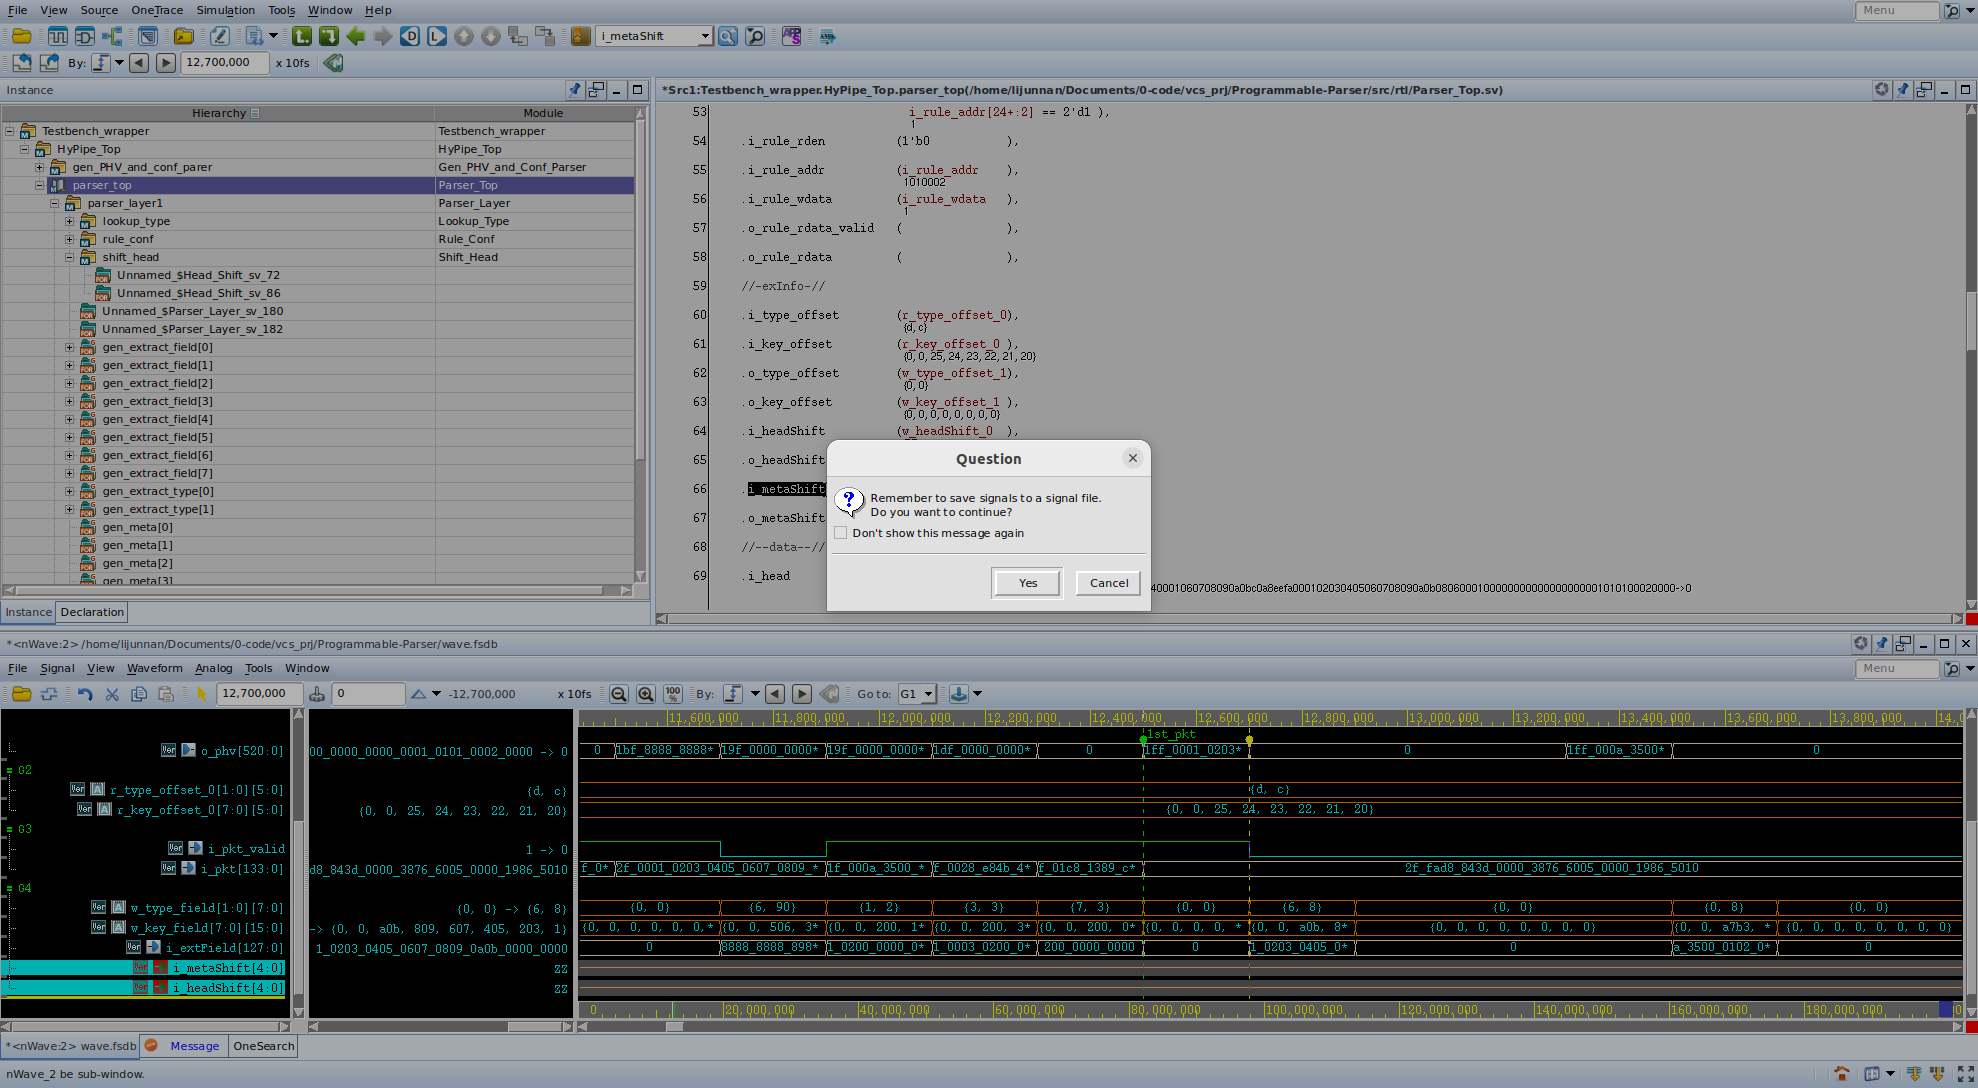 File View Source OneTrace Simulation Tools Window Help
Menu
i_metaShift
By: 12,700,000 x 10fs
Instance
Hierarchy Module
Testbench_wrapper Testbench_wrapper
HyPipe_Top HyPipe_Top
gen_PHV_and_conf_parer Gen_PHV_and_Conf_Parser
parser_top Parser_Top
parser_layer1 Parser_Layer
lookup_type Lookup_Type
rule_conf Rule_Conf
shift_head Shift_Head
Unnamed_$Head_Shift_sv_72
Unnamed_$Head_Shift_sv_86
Unnamed_$Parser_Layer_sv_180
Unnamed_$Parser_Layer_sv_182
gen_extract_field[0]
gen_extract_field[1]
gen_extract_field[2]
gen_extract_field[3]
gen_extract_field[4]
gen_extract_field[5]
gen_extract_field[6]
gen_extract_field[7]
gen_extract_type[0]
gen_extract_type[1]
gen_meta[0]
gen_meta[1]
gen_meta[2]
gen_meta[3]
Instance Declaration
*Src1:Testbench_wrapper.HyPipe_Top.parser_top(/home/lijunnan/Documents/0-code/vcs_prj/Programmable-Parser/src/rtl/Parser_Top.sv)
53 i_rule_addr[24+:2] == 2'd1 ),
1
54 .i_rule_rden (1'b0 ),
55 .i_rule_addr (i_rule_addr ),
1010002
56 .i_rule_wdata (i_rule_wdata ),
1
57 .o_rule_rdata_valid ( ),
58 .o_rule_rdata ( ),
59 //-exInfo-//
60 .i_type_offset (r_type_offset_0),
{d, c}
61 .i_key_offset (r_key_offset_0 ),
{0, 0, 25, 24, 23, 22, 21, 20}
62 .o_type_offset (w_type_offset_1),
{0, 0}
63 .o_key_offset (w_key_offset_1 ),
{0, 0, 0, 0, 0, 0, 0, 0}
64 .i_headShift (w_headShift_0 ),
65 .o_headShift
66 .i_metaShift
67 .o_metaShift
68 //--data--//
69 .i_head
40001060708090a0bc0a8eefa000102030405060708090a0b08060001000000000000000000001010100020000->0
Question
Remember to save signals to a signal file.
Do you want to continue?
Don't show this message again
Yes Cancel
*<nWave:2> /home/lijunnan/Documents/0-code/vcs_prj/Programmable-Parser/wave.fsdb
File Signal View Waveform Analog Tools Window
Menu
12,700,000 0 -12,700,000 x 10fs 100 % By: Go to: G1
11,600,000 11,800,000 12,000,000 12,200,000 12,400,000 12,600,000 12,800,000 13,000,000 13,200,000 13,400,000 13,600,000 13,800,000 14,
1st_pkt
o_phv[520:0] 00_0000_0000_0001_0101_0002_0000 -> 0 0 1bf_8888_8888* 19f_0000_0000* 19f_0000_0000* 1df_0000_0000* 0 1ff_0001_0203* 0 1ff_000a_3500* 0
G2
r_type_offset_0[1:0][5:0] {d, c} {d, c}
r_key_offset_0[7:0][5:0] {0, 0, 25, 24, 23, 22, 21, 20} {0, 0, 25, 24, 23, 22, 21, 20}
G3
i_pkt_valid 1 -> 0
i_pkt[133:0] d8_843d_0000_3876_6005_0000_1986_5010 f_0* 2f_0001_0203_0405_0607_0809_* 1f_000a_3500_* f_0028_e84b_4* f_01c8_1389_c* 2f_fad8_843d_0000_3876_6005_0000_1986_5010
G4
w_type_field[1:0][7:0] {0, 0} -> {6, 8} {0, 0} {6, 90} {1, 2} {3, 3} {7, 3} {0, 0} {6, 8} {0, 0} {0, 8} {0, 0}
w_key_field[7:0][15:0] -> {0, 0, a0b, 809, 607, 405, 203, 1} {0, 0, 0, 0, 0, 0,* {0, 0, 506, 3* {0, 0, 200, 1* {0, 0, 200, 3* {0, 0, 200, 0* {0, 0, 0, 0, * {0, 0, a0b, 8* {0, 0, 0, 0, 0, 0, 0, 0} {0, 0, a7b3, * {0, 0, 0, 0, 0, 0, 0, 0}
i_extField[127:0] 1_0203_0405_0607_0809_0a0b_0000_0000 0 8888_8888_898* 1_0200_0000_0* 1_0003_0200_0* 200_0000_0000 0 1_0203_0405_0* 0 a_3500_0102_0* 0
i_metaShift[4:0] zz
i_headShift[4:0] zz
0 20,000,000 40,000,000 60,000,000 80,000,000 100,000,000 120,000,000 140,000,000 160,000,000 180,000,000
*<nWave:2> wave.fsdb Message OneSearch
nWave_2 be sub-window.